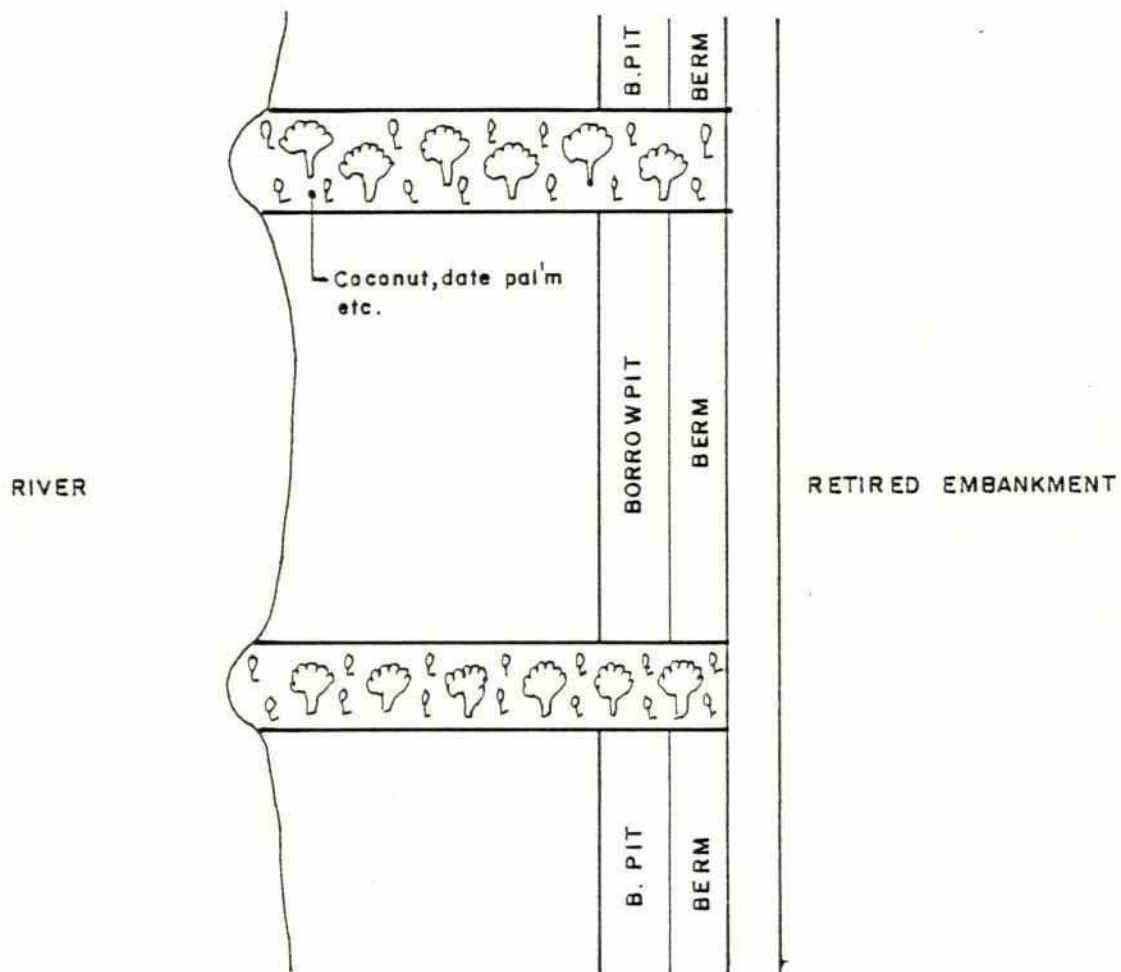 B.PIT
BERM
Coconut,date pal'm
etc.
RIVER
BORROWPIT
BERM
RETIRED EMBANKMENT
B. PIT
BERM